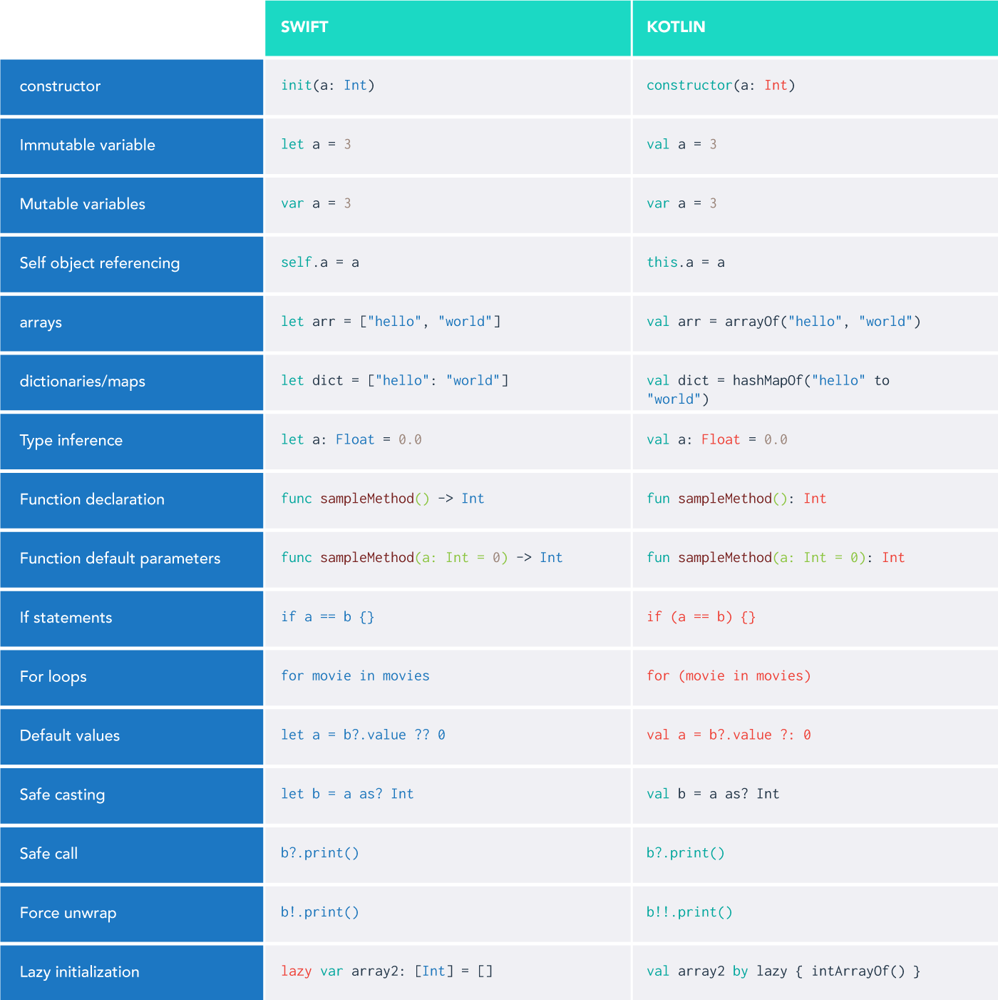 SWIFT KOTLIN
constructor init(a: Int) constructor(a: Int)
Immutable variable let a = 3 val a = 3
Mutable variables var a = 3 var a = 3
Self object referencing self.a = a this.a = a
arrays let arr = ["hello", "world"] val arr = arrayOf("hello", "world")
dictionaries/maps let dict = ["hello": "world"] val dict = hashMapOf("hello" to
"world")
Type inference let a: Float = 0.0 val a: Float = 0.0
Function declaration func sampleMethod() -> Int fun sampleMethod(): Int
Function default parameters func sampleMethod(a: Int = 0) -> Int fun sampleMethod(a: Int = 0): Int
If statements if a == b {} if (a == b) {}
For loops for movie in movies for (movie in movies)
Default values let a = b?.value ?? 0 val a = b?.value ?: 0
Safe casting let b = a as? Int val b = a as? Int
Safe call b?.print() b?.print()
Force unwrap b!.print() b!!.print()
Lazy initialization lazy var array2: [Int] = [] val array2 by lazy { intArrayOf() }